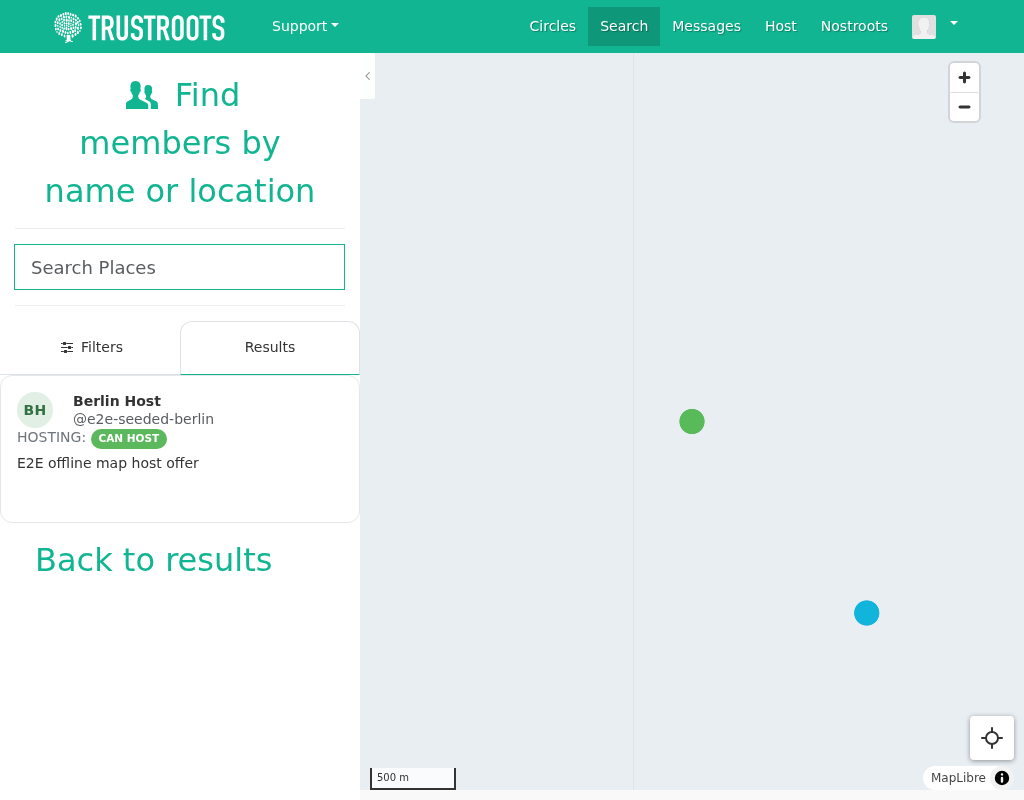 TRUSTROOTS
Support
Circles
Search
Messages
Host
Nostroots
Find
members by
name or location
Search Places
Filters
Results
BH
Berlin Host
@e2e-seeded-berlin
HOSTING: CAN HOST
E2E offline map host offer
Back to results
500 m
MapLibre